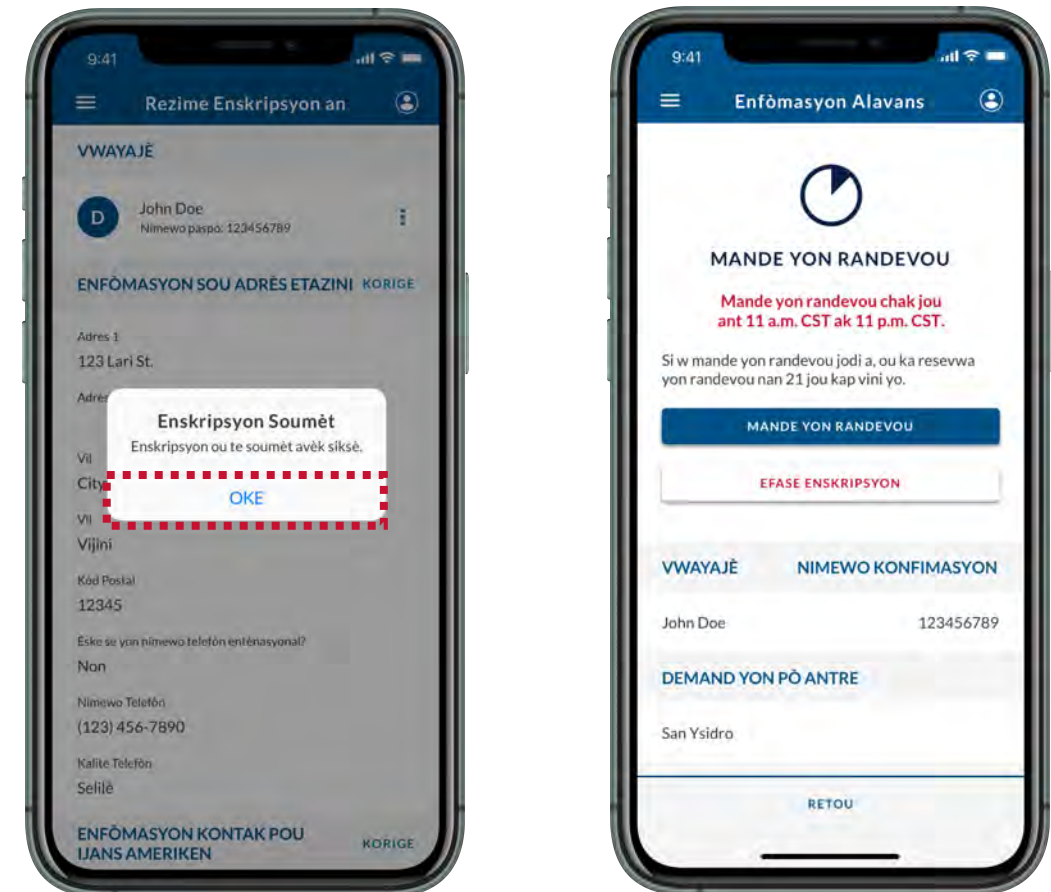 9:41
Rezime Enskripsyon an
VWAYAJÈ
D
John Doe
Nimewo paspò: 123456789
ENFÒMASYON SOU ADRÈS ETAZINI KORIGE
Adres 1
123 Lari St.
Adres
Enskripsyon Soumèt
Enskripsyon ou te soumèt avèk siksè.
Vil
City
OKE
Vil
Vijini
Kòd Postal
12345
Èske se yon nimewo telefòn entènasyonal?
Non
Nimewo Telefòn
(123) 456-7890
Kalite Telefòn
Selilè
ENFÒMASYON KONTAK POU
IJANS AMERIKEN
KORIGE
9:41
Enfòmasyon Alavans
MANDE YON RANDEVOU
Mande yon randevou chak jou
ant 11 a.m. CST ak 11 p.m. CST.
Si w mande yon randevou jodi a, ou ka resevwa
yon randevou nan 21 jou kap vini yo.
MANDE YON RANDEVOU
EFASE ENSKRIPSYON
VWAYAJÈ NIMEWO KONFIMASYON
John Doe 123456789
DEMAND YON PÒ ANTRE
San Ysidro
RETOU